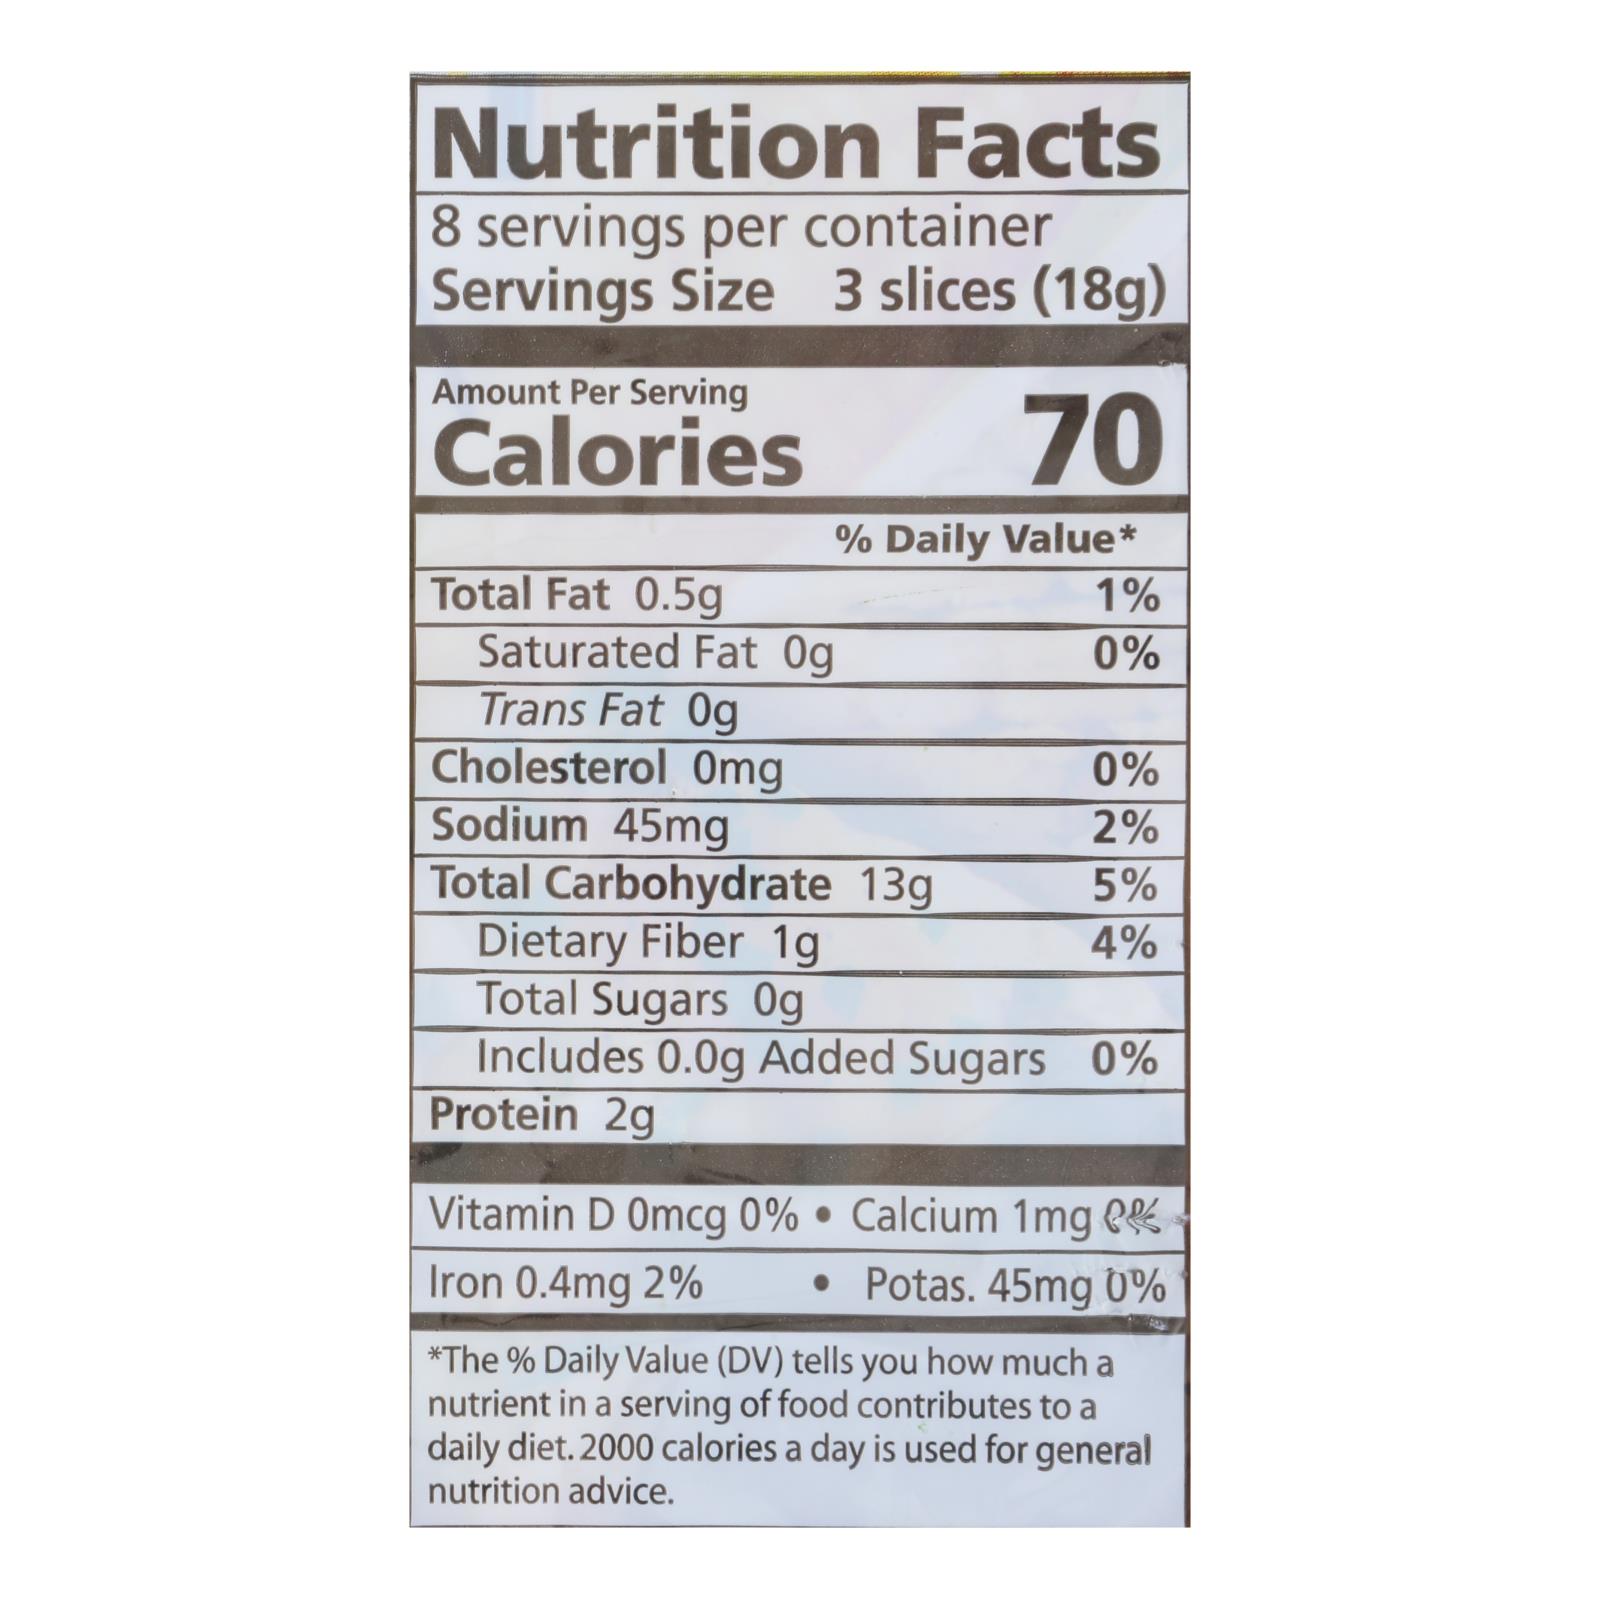 Nutrition Facts
8 servings per container
Servings Size 3 slices (18g)
Amount Per Serving
Calories 70
% Daily Value*
Total Fat 0.5g 1%
Saturated Fat 0g 0%
Trans Fat 0g
Cholesterol 0mg 0%
Sodium 45mg 2%
Total Carbohydrate 13g 5%
Dietary Fiber 1g 4%
Total Sugars 0g
Includes 0.0g Added Sugars 0%
Protein 2g
Vitamin D 0mcg 0% • Calcium 1mg 0%
Iron 0.4mg 2% • Potas. 45mg 0%
*The % Daily Value (DV) tells you how much a
nutrient in a serving of food contributes to a
daily diet. 2000 calories a day is used for general
nutrition advice.